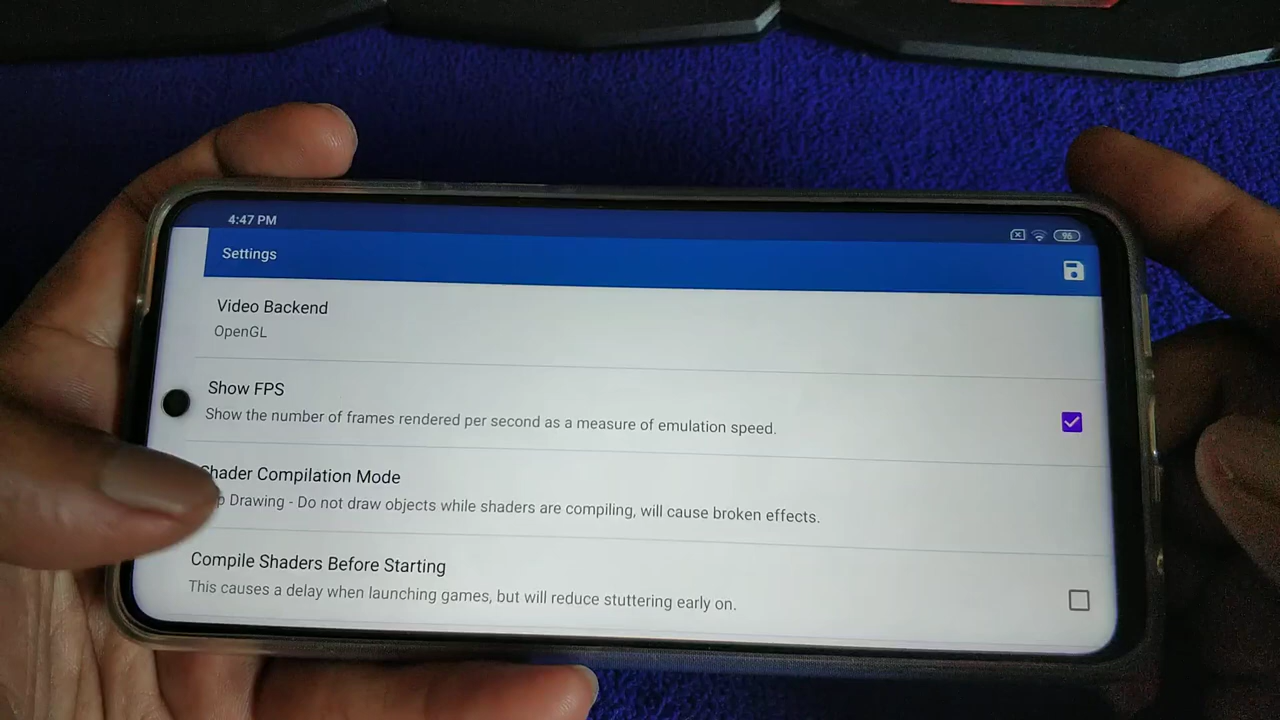 4:47 PM
96
Settings
Video Backend
OpenGL
Show FPS
Show the number of frames rendered per second as a measure of emulation speed.
Shader Compilation Mode
p Drawing - Do not draw objects while shaders are compiling, will cause broken effects.
Compile Shaders Before Starting
This causes a delay when launching games, but will reduce stuttering early on.